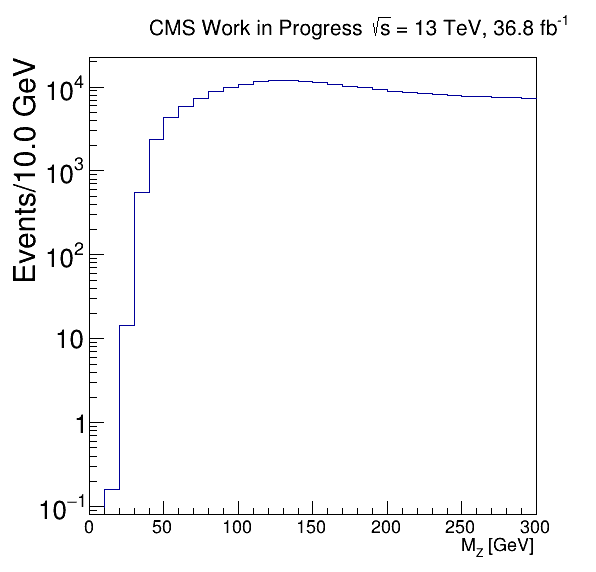 CMS Work in Progress √s = 13 TeV, 36.8 fb⁻¹
Events/10.0 GeV
10⁴
10³
10²
10
1
10⁻¹
0 50 100 150 200 250 300
M_Z [GeV]